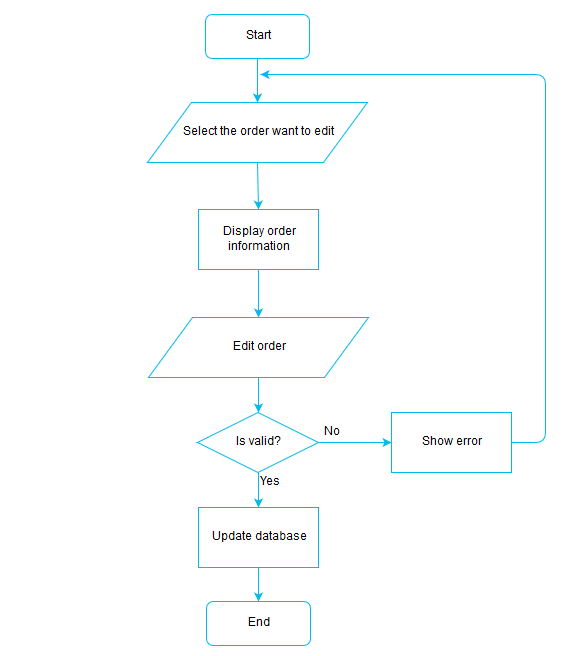 Start
Select the order want to edit
Display order
information
Edit order
Is valid?
No
Show error
Yes
Update database
End